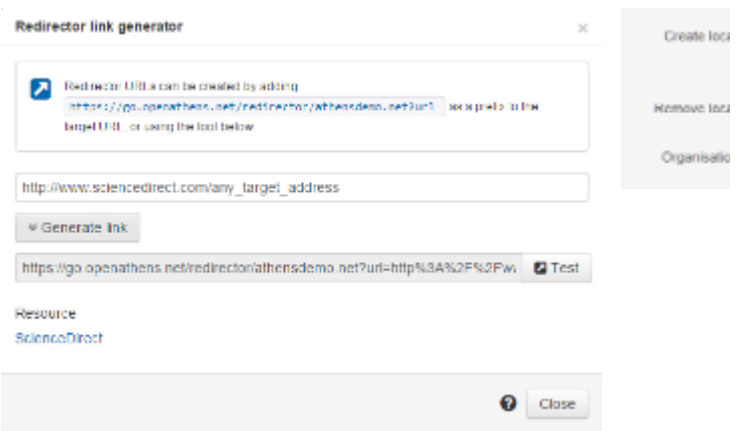 Redirector link generator
×
Redirector URLs can be created by adding
https://go.openathens.net/redirector/athensdemo.net?url= as a prefix to the
target URL, or using the tool below
http://www.sciencedirect.com/any_target_address
Generate link
https://go.openathens.net/redirector/athensdemo.net?url=http%3A%2F%2Fw
Test
Resource
ScienceDirect
Close
Create loca
Remove loca
Organisatio